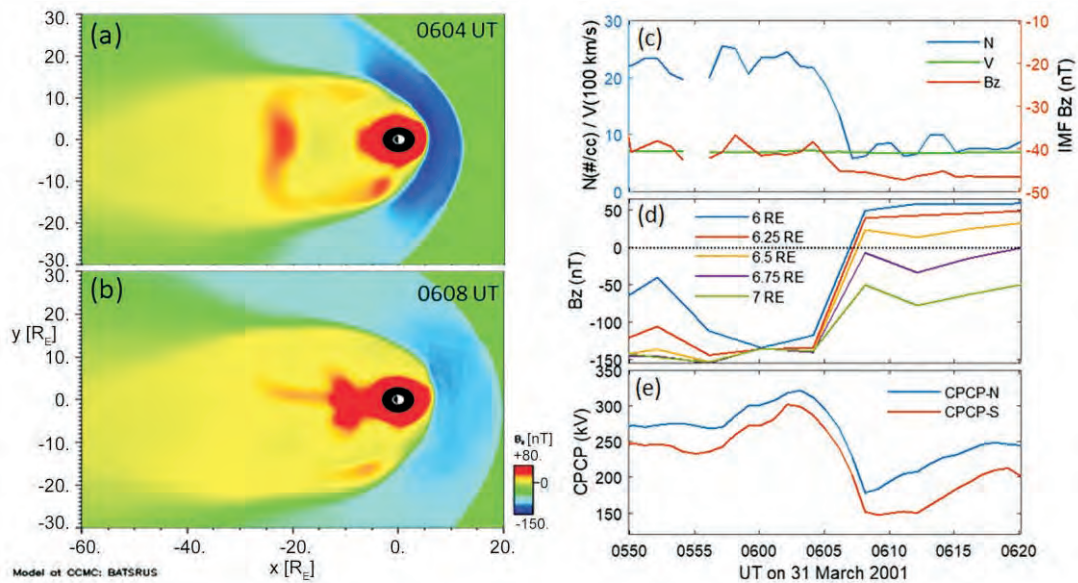 (a) 0604 UT
30.
20.
10.
0.0
-10.
-20.
30.
(b) 0608 UT
30.
20.
y [RE] 10.
0.0
-10.
-20.
30.
-60. -40. -20. 0. 20.
x [RE]
[nT]
+80.
0
-150.
Model at CCMC: BATSRUS
(c)
N
V
Bz
30
20
10
0
N(#/cc) / V(100 km/s)
-10
-20
-30
-40
-50
IMF Bz (nT)
(d)
6 RE
6.25 RE
6.5 RE
6.75 RE
7 RE
50
0
-50
-100
-150
Bz (nT)
(e)
CPCP-N
CPCP-S
350
300
250
200
150
CPCP (kV)
0550 0555 0600 0605 0610 0615 0620
UT on 31 March 2001